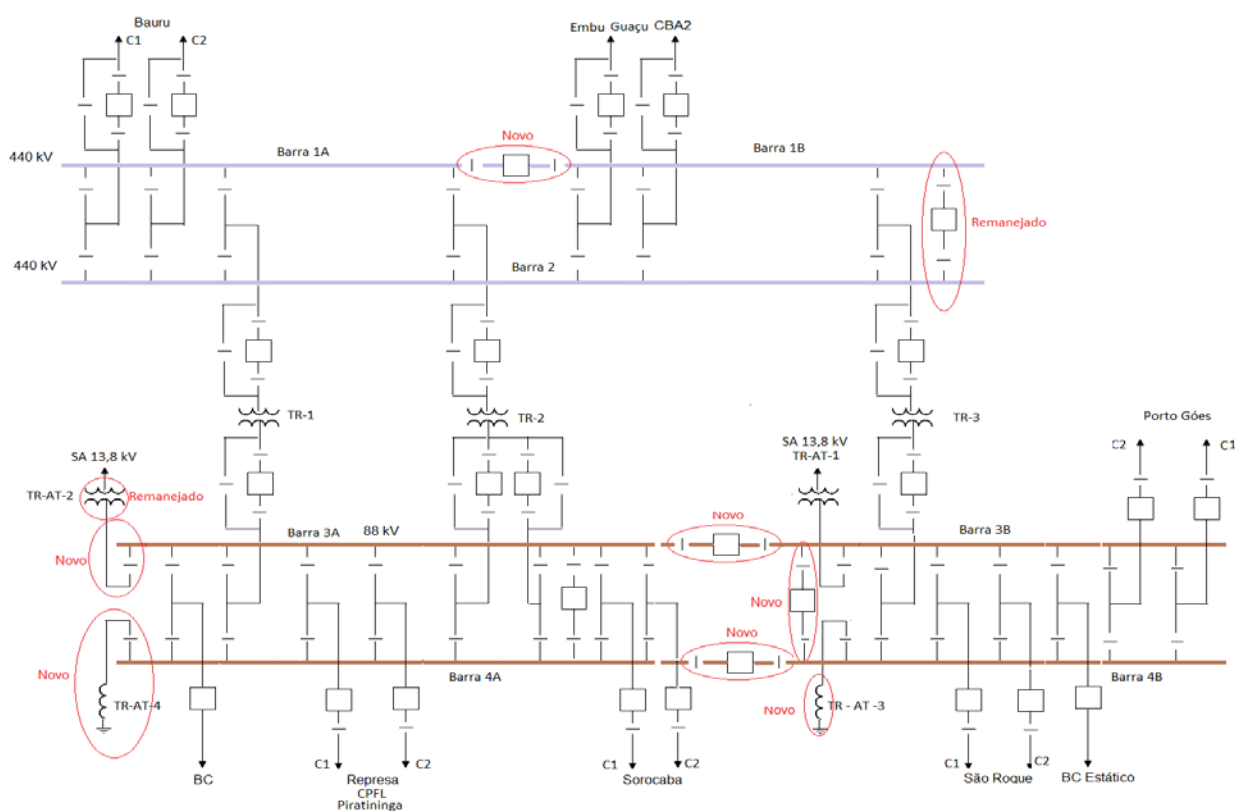 Bauru
C1
C2
Embu Guaçu CBA2
Novo
Barra 1A
Barra 1B
440 kV
Remanejado
440 kV
Barra 2
TR-1
TR-2
TR-3
Porto Góes
C2
C1
SA 13,8 kV
TR-AT-1
SA 13,8 kV
TR-AT-2
Remanejado
Novo
Barra 3A
88 kV
Barra 3B
Novo
Novo
Novo
Novo
Barra 4A
Barra 4B
TR-AT-4
Novo
TR - AT -3
C1
C2
C1
C2
C1
C2
BC
Represa
CPFL
Piratininga
Sorocaba
São Roque
BC Estático